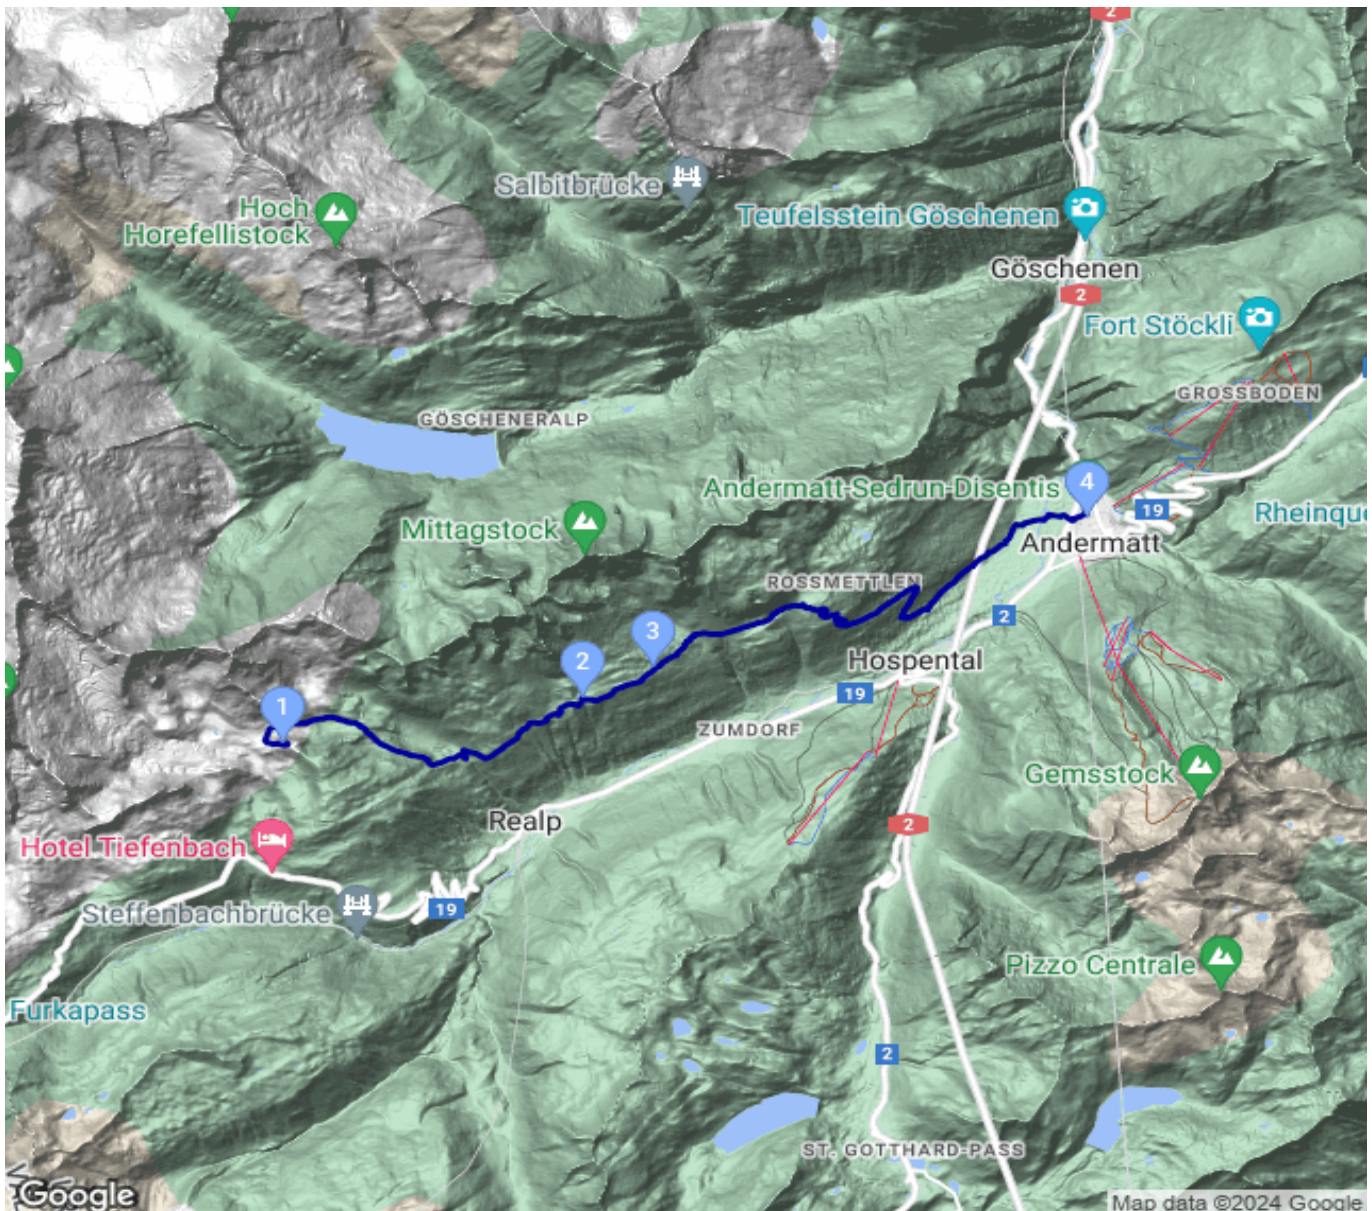 2
Salbitbrücke
Hoch
Horefellistock
Teufelsstein Göschenen
Göschenen
2
Fort Stöckli
GROSSBODEN
GÖSCHENERALP
Andermatt-Sedrun-Disentis
4
19
Rheinque
Mittagstock
Andermatt
ROSSMETTLEN
2
3
2
Hospental
19
1
ZUMDORF
Gemsstock
Realp
2
Hotel Tiefenbach
19
Steffenbachbrücke
Pizzo Centrale
Furkapass
2
ST. GOTTHARD-PASS
Google
Map data ©2024 Google